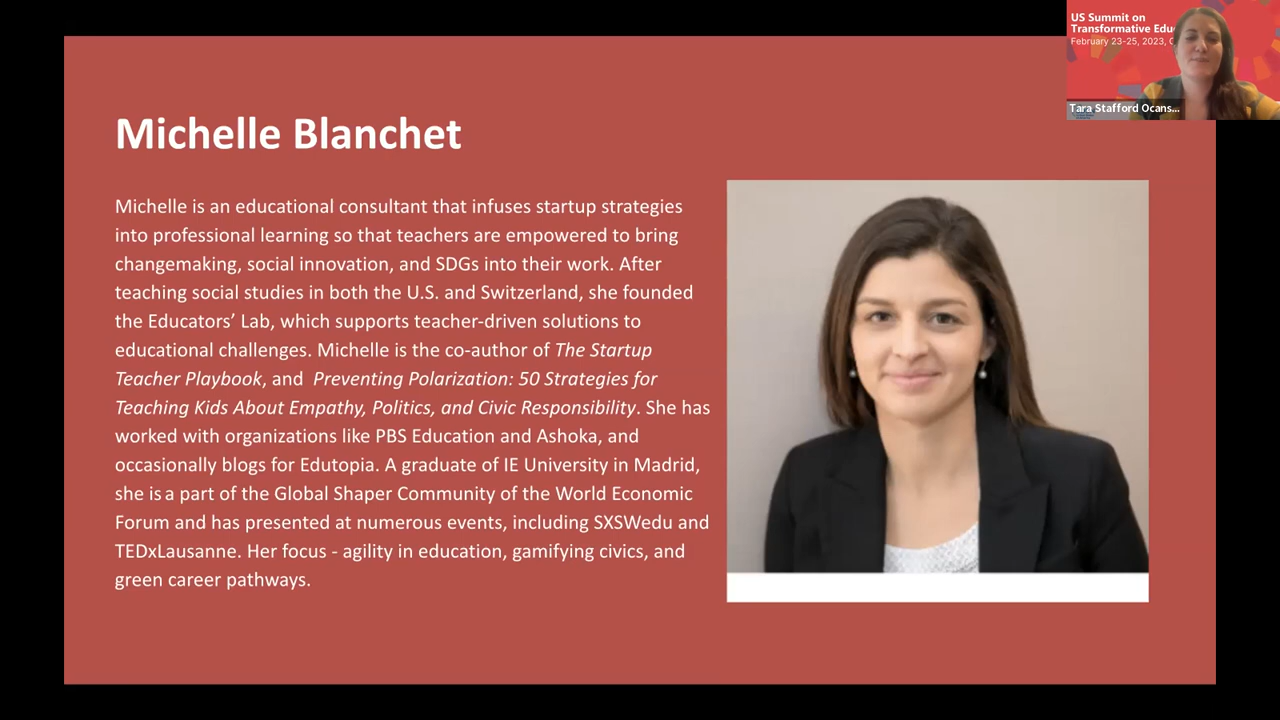 US Summit on
Transformative Edu
February 23-25, 2023,
Tara Stafford Ocans...
Michelle Blanchet
Michelle is an educational consultant that infuses startup strategies
into professional learning so that teachers are empowered to bring
changemaking, social innovation, and SDGs into their work. After
teaching social studies in both the U.S. and Switzerland, she founded
the Educators’ Lab, which supports teacher-driven solutions to
educational challenges. Michelle is the co-author of The Startup
Teacher Playbook, and Preventing Polarization: 50 Strategies for
Teaching Kids About Empathy, Politics, and Civic Responsibility. She has
worked with organizations like PBS Education and Ashoka, and
occasionally blogs for Edutopia. A graduate of IE University in Madrid,
she is a part of the Global Shaper Community of the World Economic
Forum and has presented at numerous events, including SXSWedu and
TEDxLausanne. Her focus - agility in education, gamifying civics, and
green career pathways.